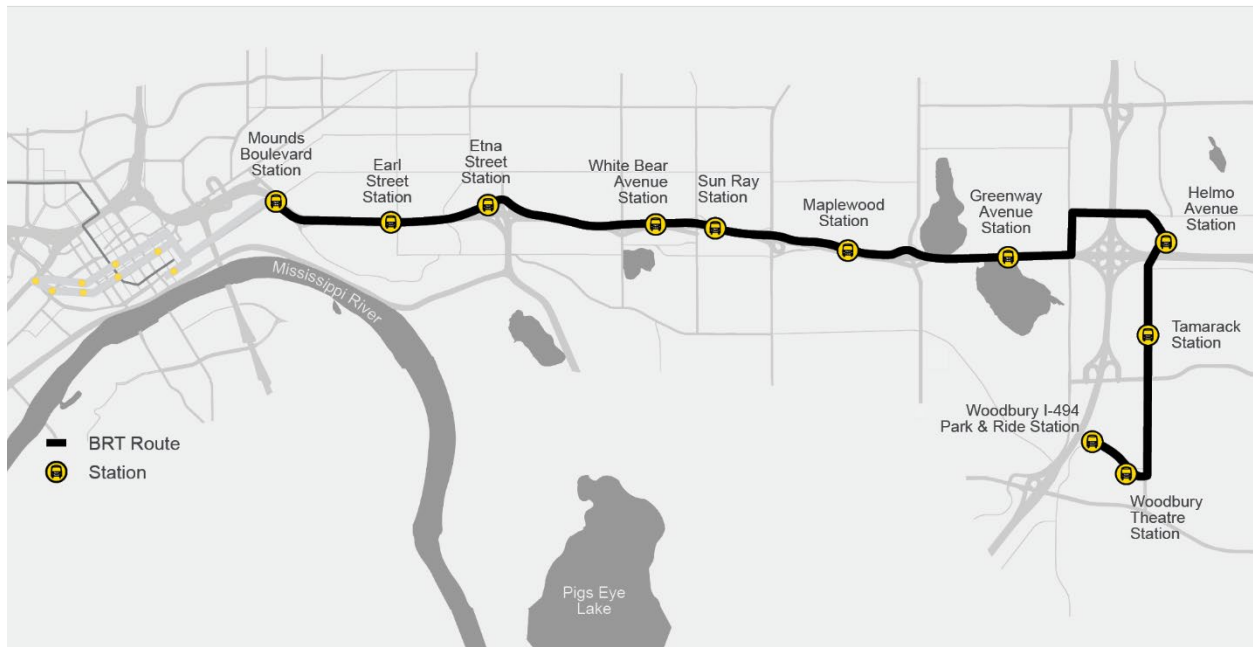 Mounds
Boulevard
Station
Earl
Street
Station
Etna
Street
Station
White Bear
Avenue
Station
Sun Ray
Station
Maplewood
Station
Greenway
Avenue
Station
Helmo
Avenue
Station
Tamarack
Station
Woodbury I-494
Park & Ride Station
Woodbury
Theatre
Station
Mississippi River
Pigs Eye
Lake
BRT Route
Station